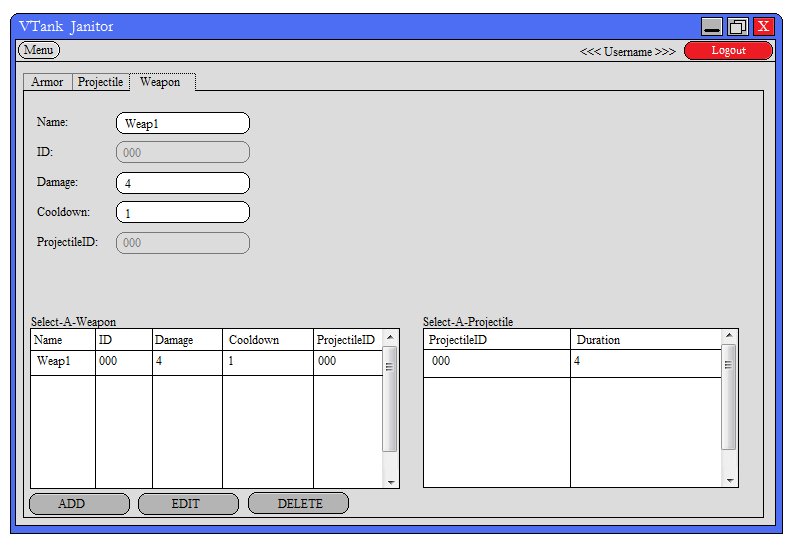 VTank Janitor X
Menu <<< Username >>> Logout
Armor Projectile Weapon
Name: Weap1
ID: 000
Damage: 4
Cooldown: 1
ProjectileID: 000
Select-A-Weapon Select-A-Projectile
Name ID Damage Cooldown ProjectileID ProjectileID Duration
Weap1 000 4 1 000 000 4
ADD EDIT DELETE